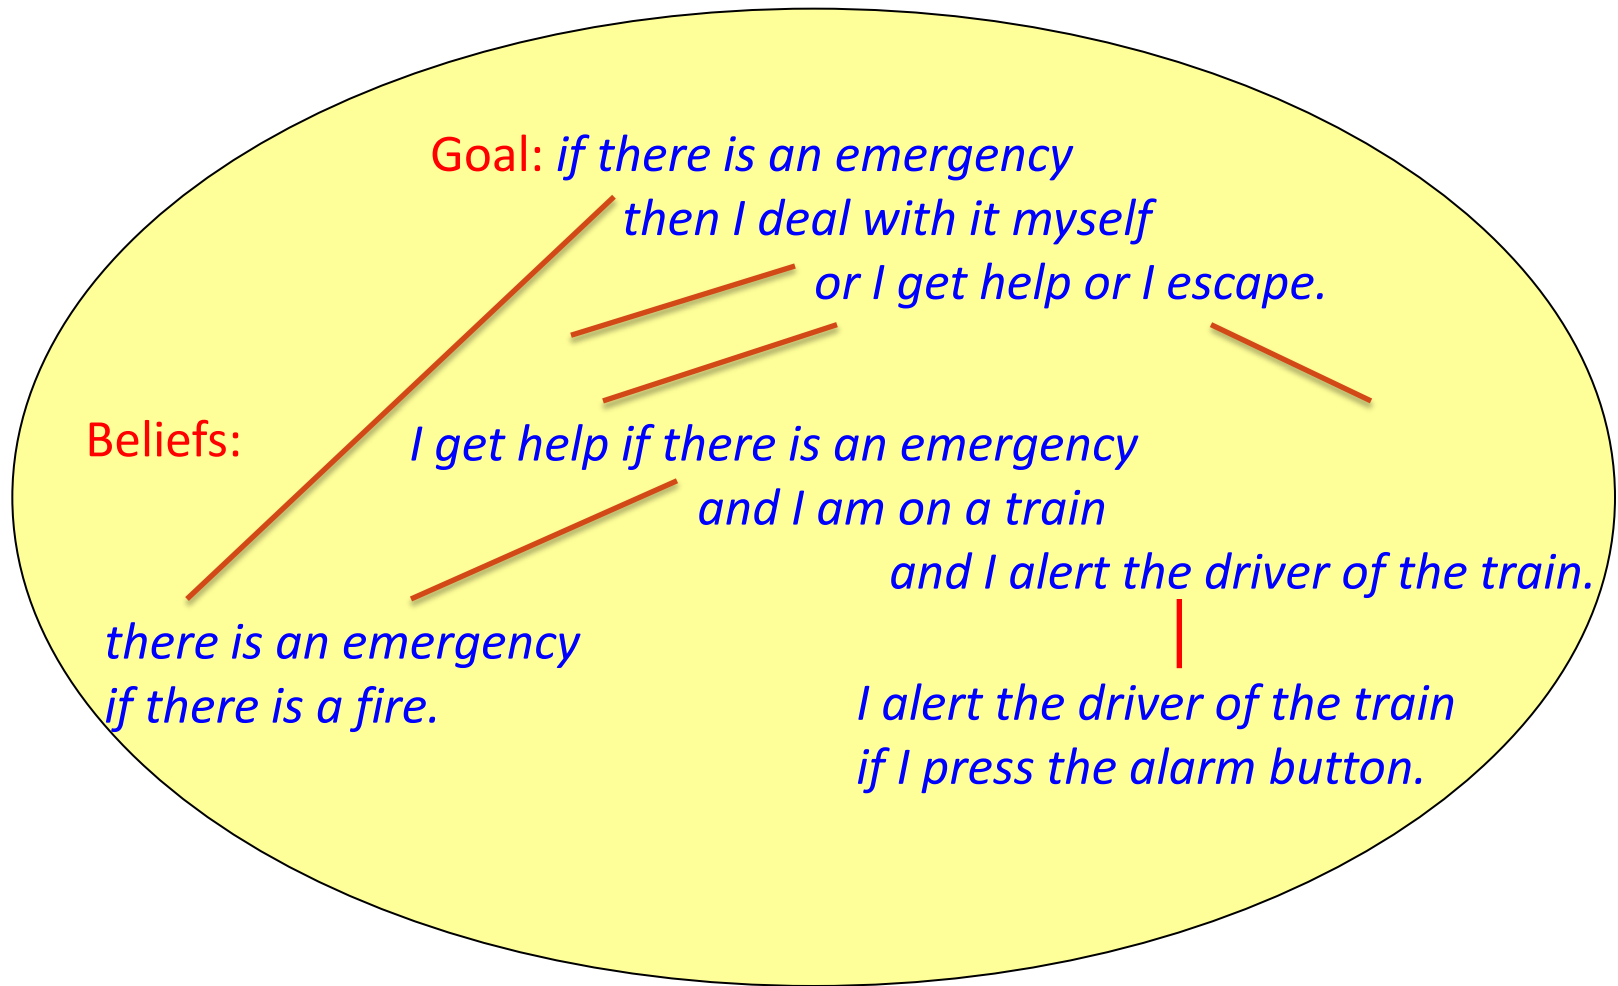 Goal: if there is an emergency
then I deal with it myself
or I get help or I escape.
Beliefs:
I get help if there is an emergency
and I am on a train
and I alert the driver of the train.
there is an emergency
if there is a fire.
I alert the driver of the train
if I press the alarm button.